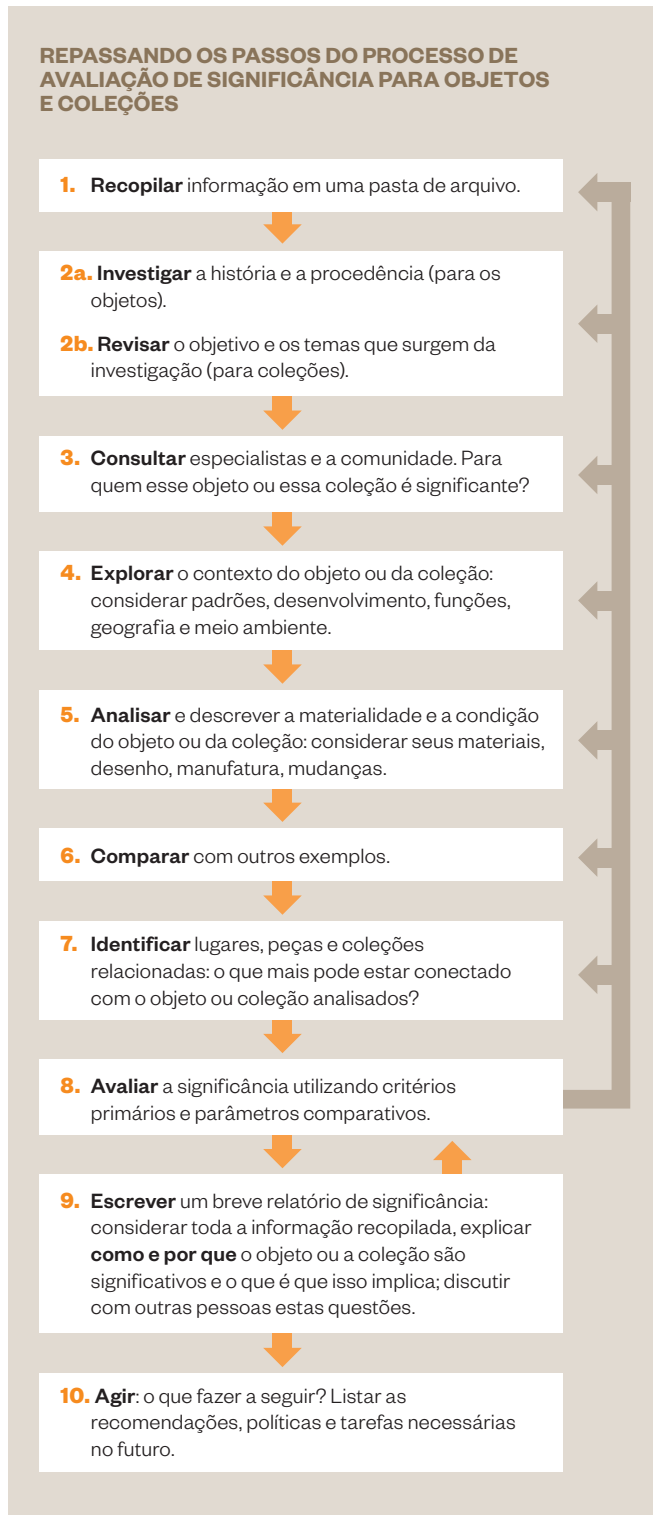 REPASSANDO OS PASSOS DO PROCESSO DE
AVALIAÇÃO DE SIGNIFICÂNCIA PARA OBJETOS
E COLEÇÕES
1. Recopilar informação em uma pasta de arquivo.
2a. Investigar a história e a procedência (para os
objetos).
2b. Revisar o objetivo e os temas que surgem da
investigação (para coleções).
3. Consultar especialistas e a comunidade. Para
quem esse objeto ou essa coleção é significante?
4. Explorar o contexto do objeto ou da coleção:
considerar padrões, desenvolvimento, funções,
geografia e meio ambiente.
5. Analisar e descrever a materialidade e a condição
do objeto ou da coleção: considerar seus materiais,
desenho, manufatura, mudanças.
6. Comparar com outros exemplos.
7. Identificar lugares, peças e coleções
relacionadas: o que mais pode estar conectado
com o objeto ou coleção analisados?
8. Avaliar a significância utilizando critérios
primários e parâmetros comparativos.
9. Escrever um breve relatório de significância:
considerar toda a informação recopilada, explicar
como e por que o objeto ou a coleção são
significativos e o que é que isso implica; discutir
com outras pessoas estas questões.
10. Agir: o que fazer a seguir? Listar as
recomendações, políticas e tarefas necessárias
no futuro.